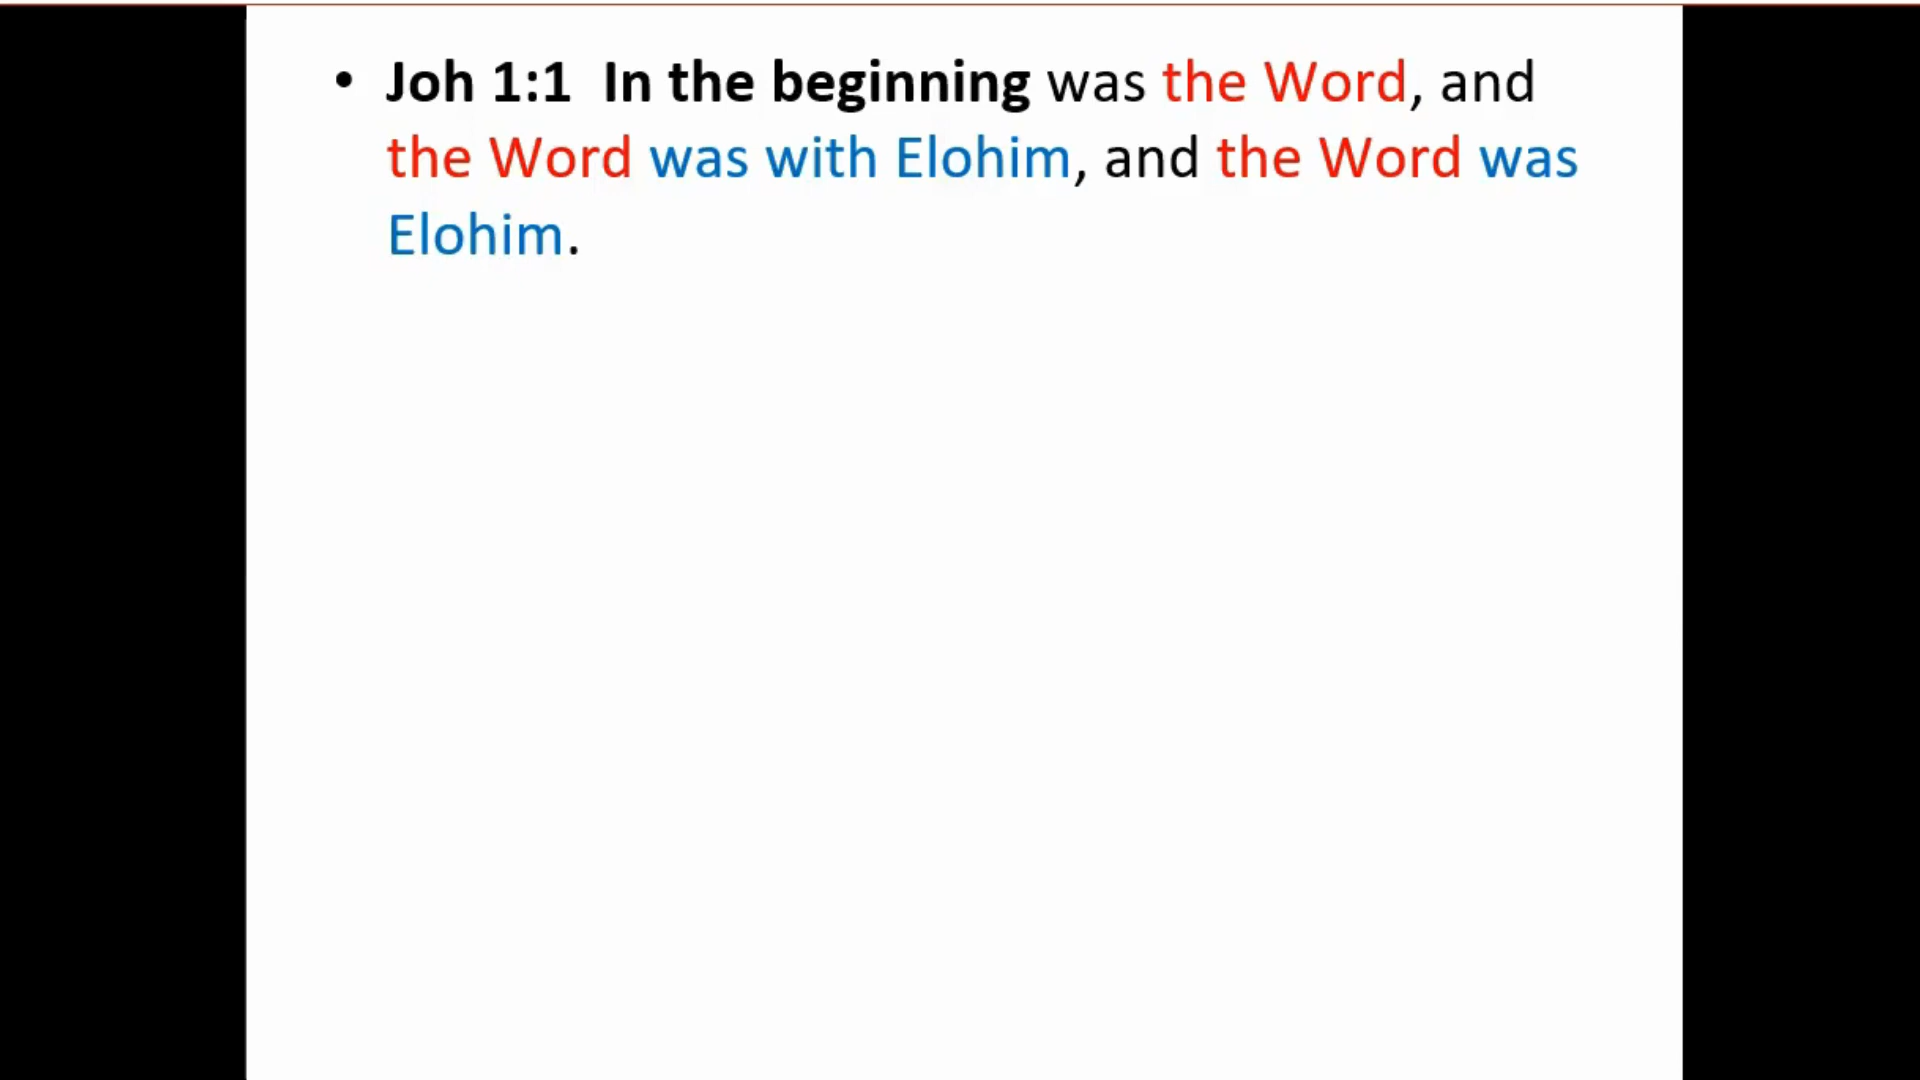 • Joh 1:1  In the beginning was the Word, and
the Word was with Elohim, and the Word was
Elohim.